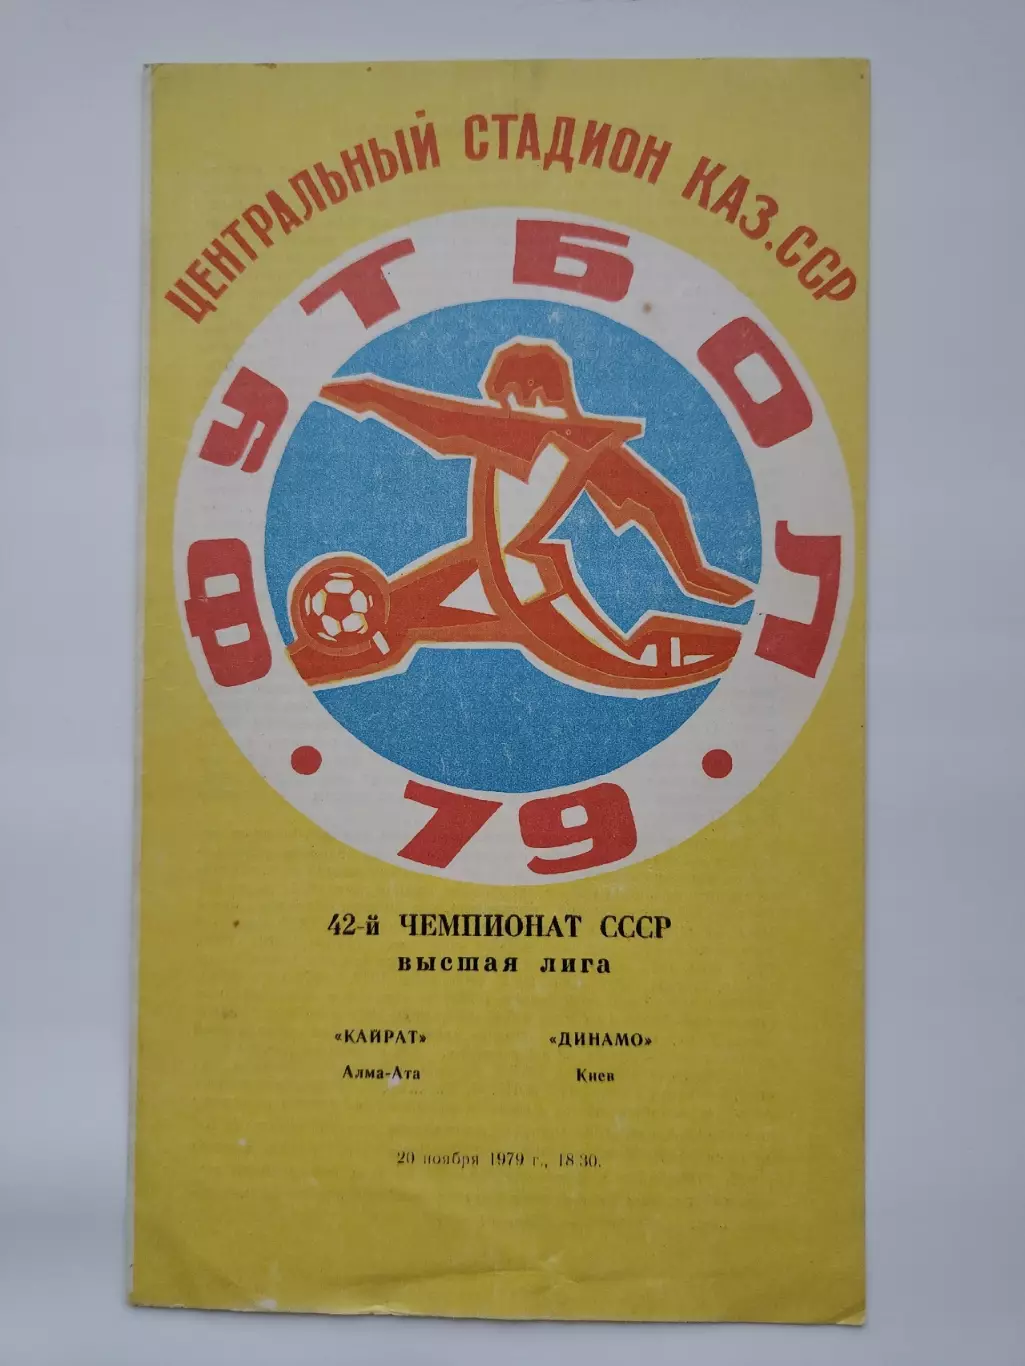 ЦЕНТРАЛЬНЫЙ СТАДИОН КАЗ.ССР
ФУТБОЛ
• 79 •
42-й ЧЕМПИОНАТ СССР
высшая лига
«КАЙРАТ» «ДИНАМО»
Алма-Ата Киев
20 ноября 1979 г., 18 30.